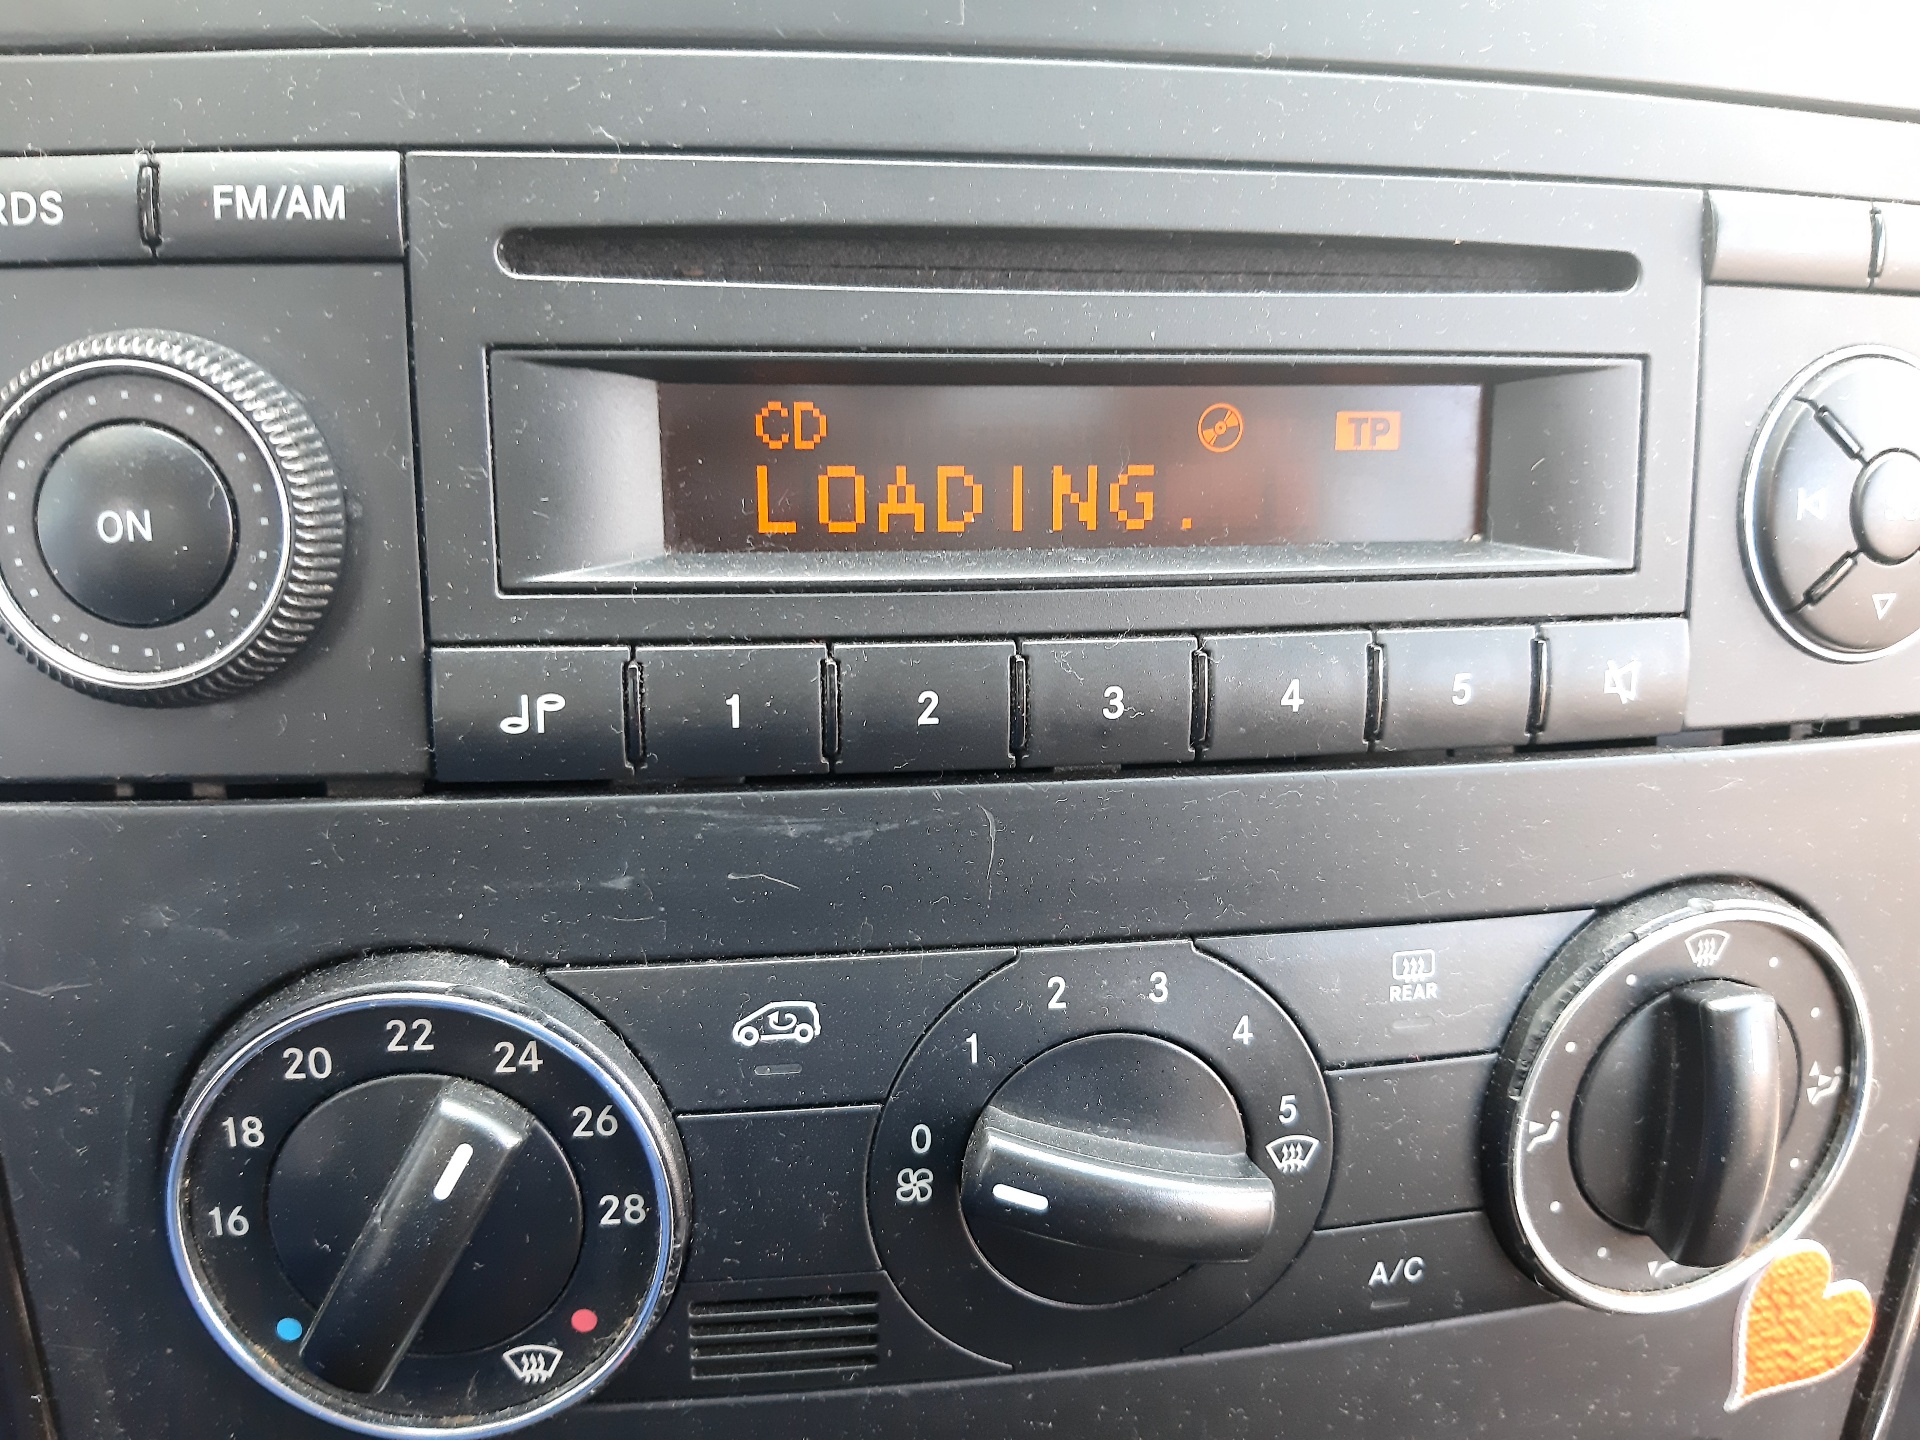 RDS FM/AM
CD TP
LOADING.
ON
1 2 3 4 5
16 18 20 22 24 26 28
0 1 2 3 4 5
REAR
A/C